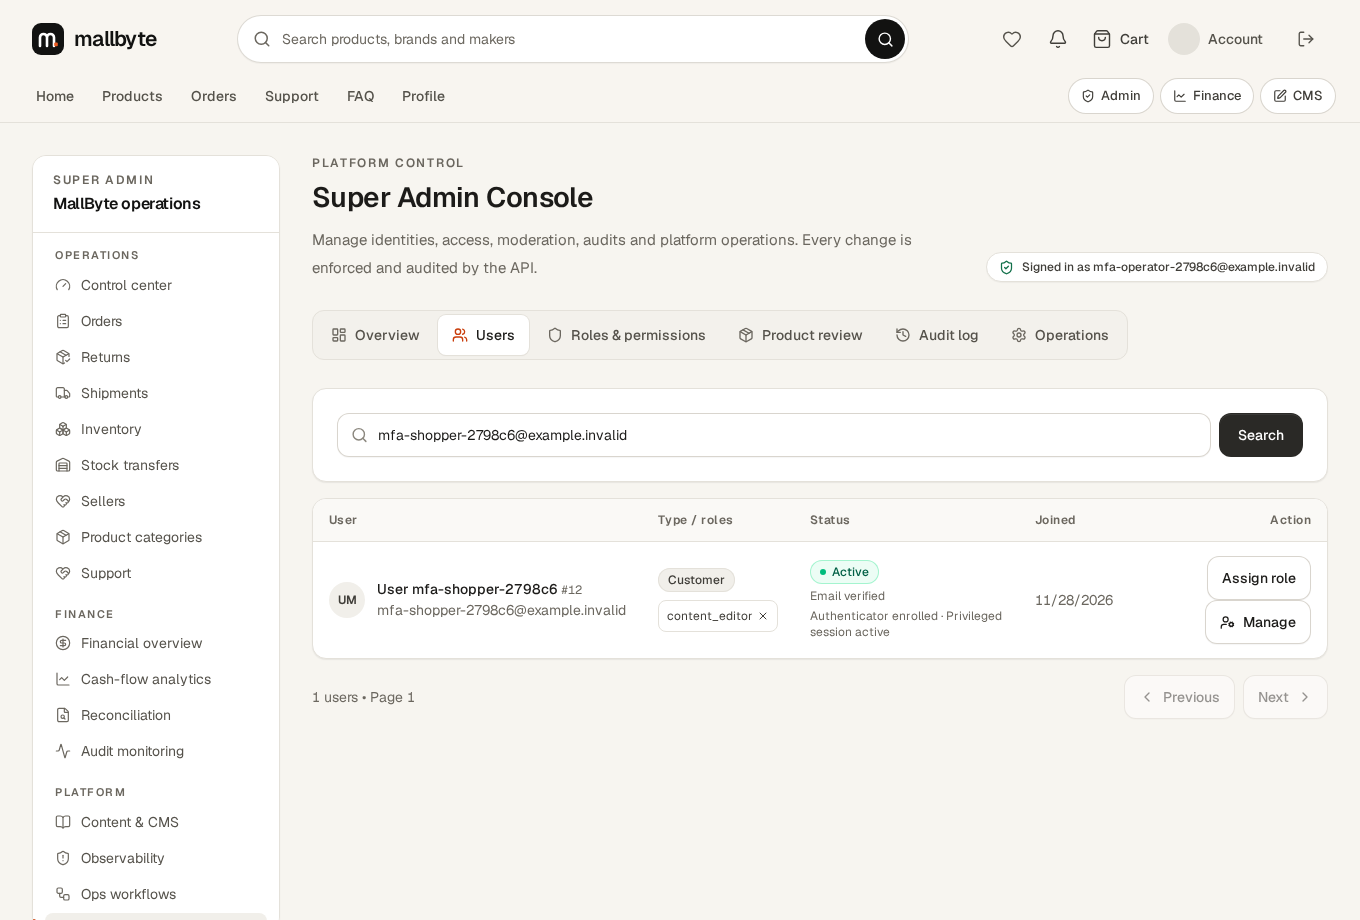 mallbyte
Search products, brands and makers
Cart
Account
Home
Products
Orders
Support
FAQ
Profile
Admin
Finance
CMS
SUPER ADMIN
MallByte operations
OPERATIONS
Control center
Orders
Returns
Shipments
Inventory
Stock transfers
Sellers
Product categories
Support
FINANCE
Financial overview
Cash-flow analytics
Reconciliation
Audit monitoring
PLATFORM
Content & CMS
Observability
Ops workflows
PLATFORM CONTROL
Super Admin Console
Manage identities, access, moderation, audits and platform operations. Every change is
enforced and audited by the API.
Signed in as mfa-operator-2798c6@example.invalid
Overview
Users
Roles & permissions
Product review
Audit log
Operations
mfa-shopper-2798c6@example.invalid
Search
User
Type / roles
Status
Joined
Action
UM
User mfa-shopper-2798c6 #12
mfa-shopper-2798c6@example.invalid
Customer
content_editor ×
Active
Email verified
Authenticator enrolled · Privileged
session active
11/28/2026
Assign role
Manage
1 users • Page 1
Previous
Next